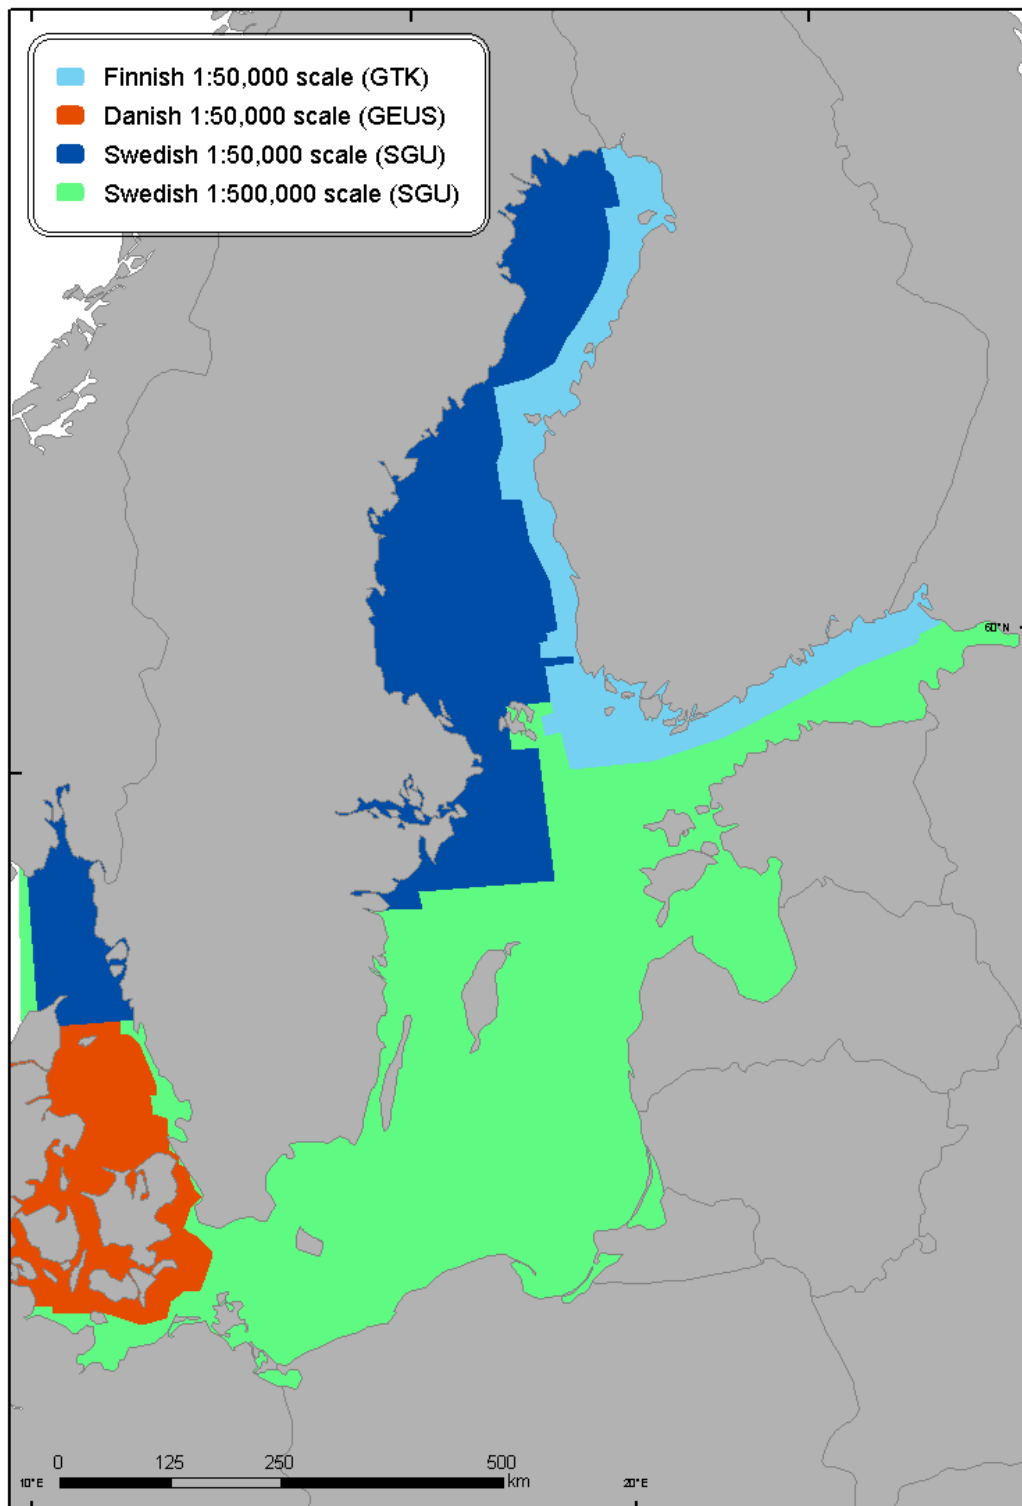 Finnish 1:50,000 scale (GTK)
Danish 1:50,000 scale (GEUS)
Swedish 1:50,000 scale (SGU)
Swedish 1:500,000 scale (SGU)
60°N
0 125 250 500
km
10°E 20°E